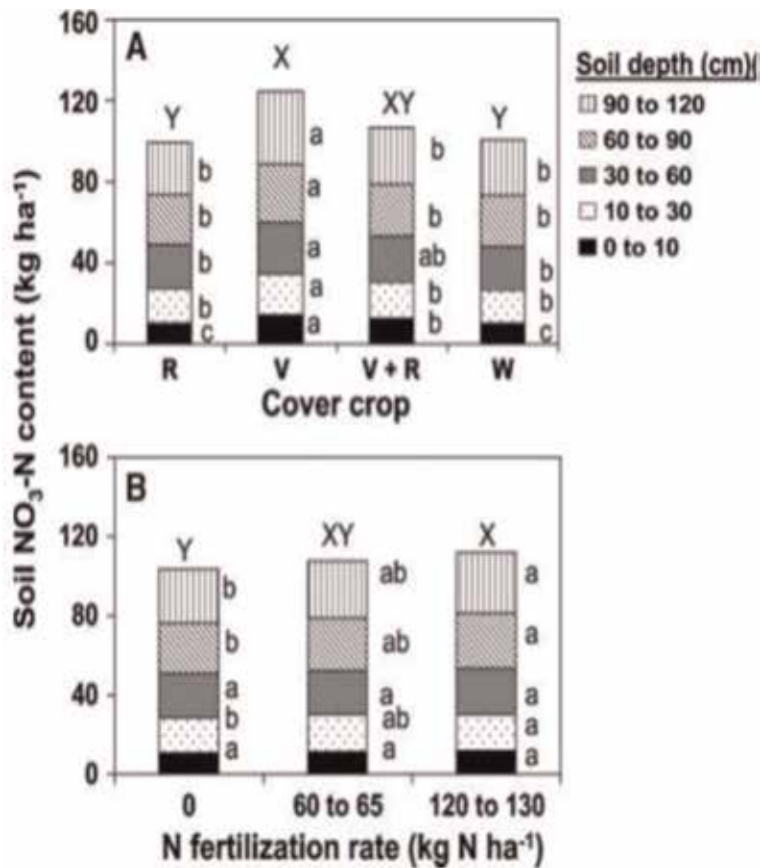 160
A
X
Y
XY
Y
120
80
40
0
a
b
b
b
a
b
b
b
a
ab
b
b
a
b
b
c
a
b
c
R
V
V + R
W
Cover crop
Soil depth (cm)(
90 to 120
60 to 90
30 to 60
10 to 30
0 to 10
Soil NO₃-N content (kg ha⁻¹)
160
B
Y
XY
X
120
80
40
0
b
ab
a
b
ab
a
a
a
a
b
ab
a
a
a
a
0
60 to 65
120 to 130
N fertilization rate (kg N ha⁻¹)